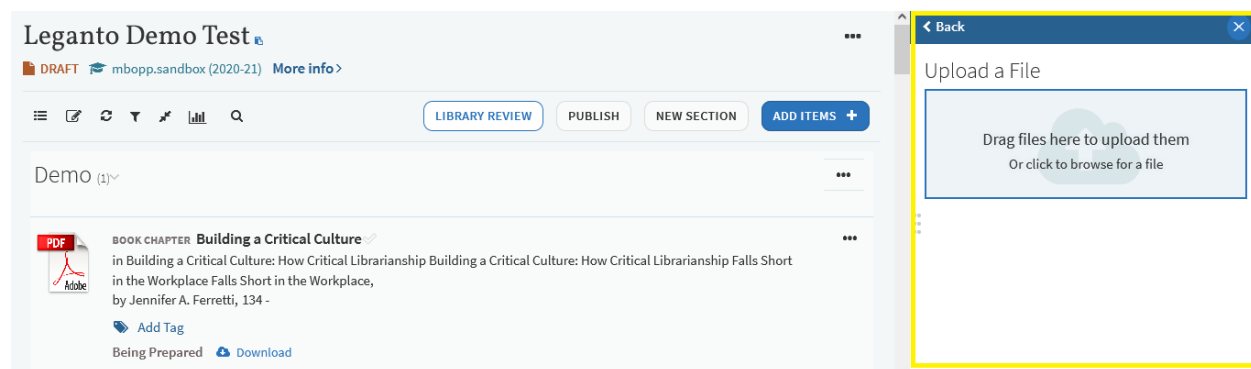 Leganto Demo Test
DRAFT mbopp.sandbox (2020-21) More info
LIBRARY REVIEW PUBLISH NEW SECTION ADD ITEMS +
Demo (1)
PDF
Adobe
BOOK CHAPTER Building a Critical Culture
in Building a Critical Culture: How Critical Librarianship Building a Critical Culture: How Critical Librarianship Falls Short
in the Workplace Falls Short in the Workplace,
by Jennifer A. Ferretti, 134 -
Add Tag
Being Prepared Download
Back
Upload a File
Drag files here to upload them
Or click to browse for a file